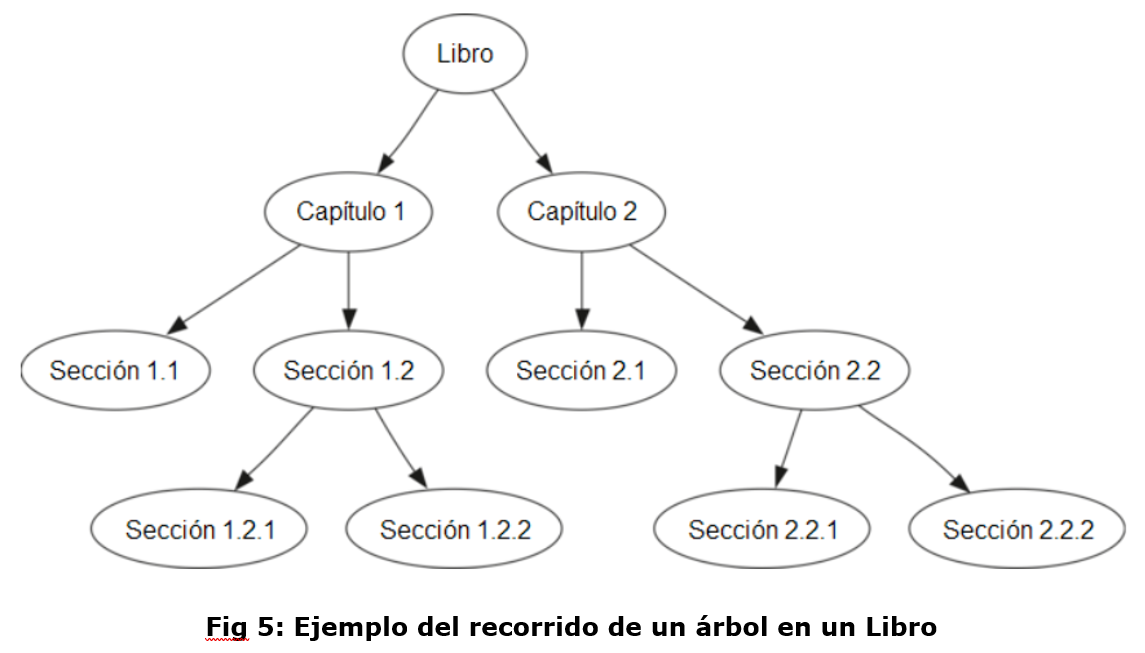 Libro
Capítulo 1
Capítulo 2
Sección 1.1
Sección 1.2
Sección 2.1
Sección 2.2
Sección 1.2.1
Sección 1.2.2
Sección 2.2.1
Sección 2.2.2
Fig 5: Ejemplo del recorrido de un árbol en un Libro